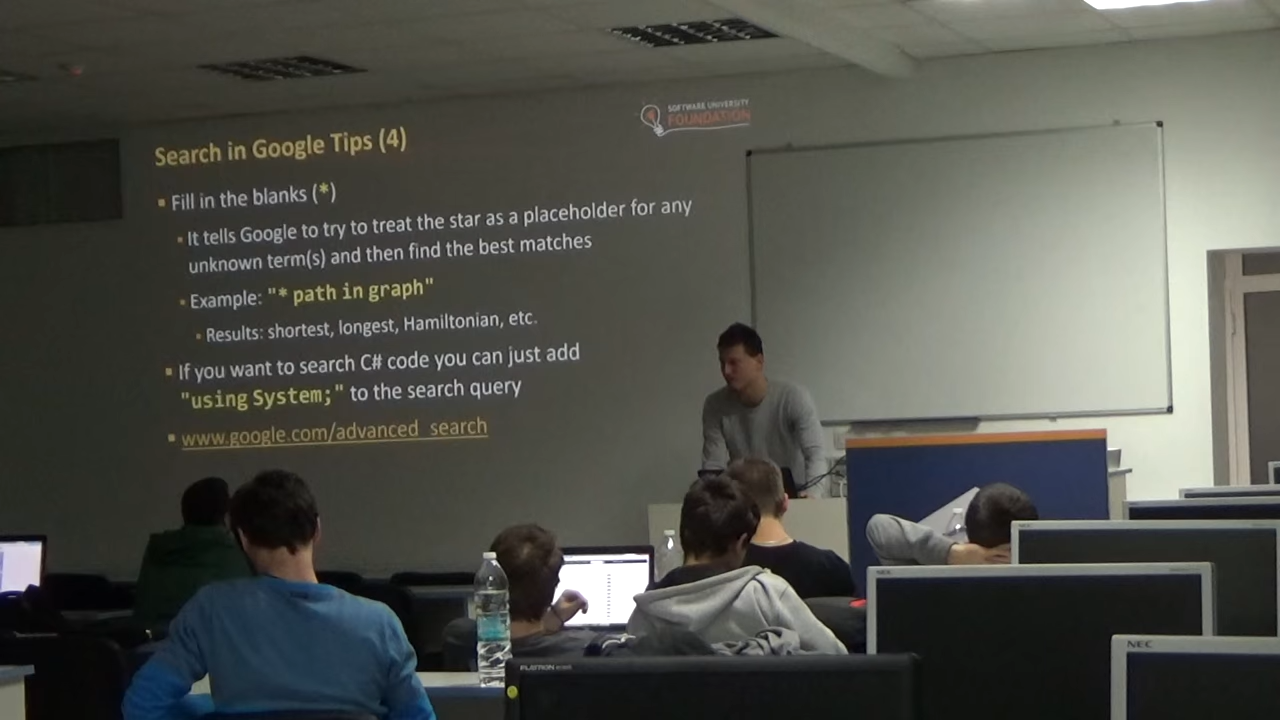 SOFTWARE UNIVERSITY
FOUNDATION
Search in Google Tips (4)
▪ Fill in the blanks (*)
▪ It tells Google to try to treat the star as a placeholder for any
unknown term(s) and then find the best matches
▪ Example: "* path in graph"
▪ Results: shortest, longest, Hamiltonian, etc.
▪ If you want to search C# code you can just add
"using System;" to the search query
▪ www.google.com/advanced_search
NEC
NEC
NEC